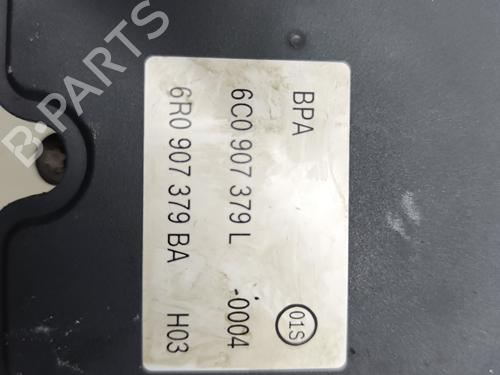 BPA 01S
6C0 907 379 L -0004
6R0 907 379 BA H03
B-PARTS